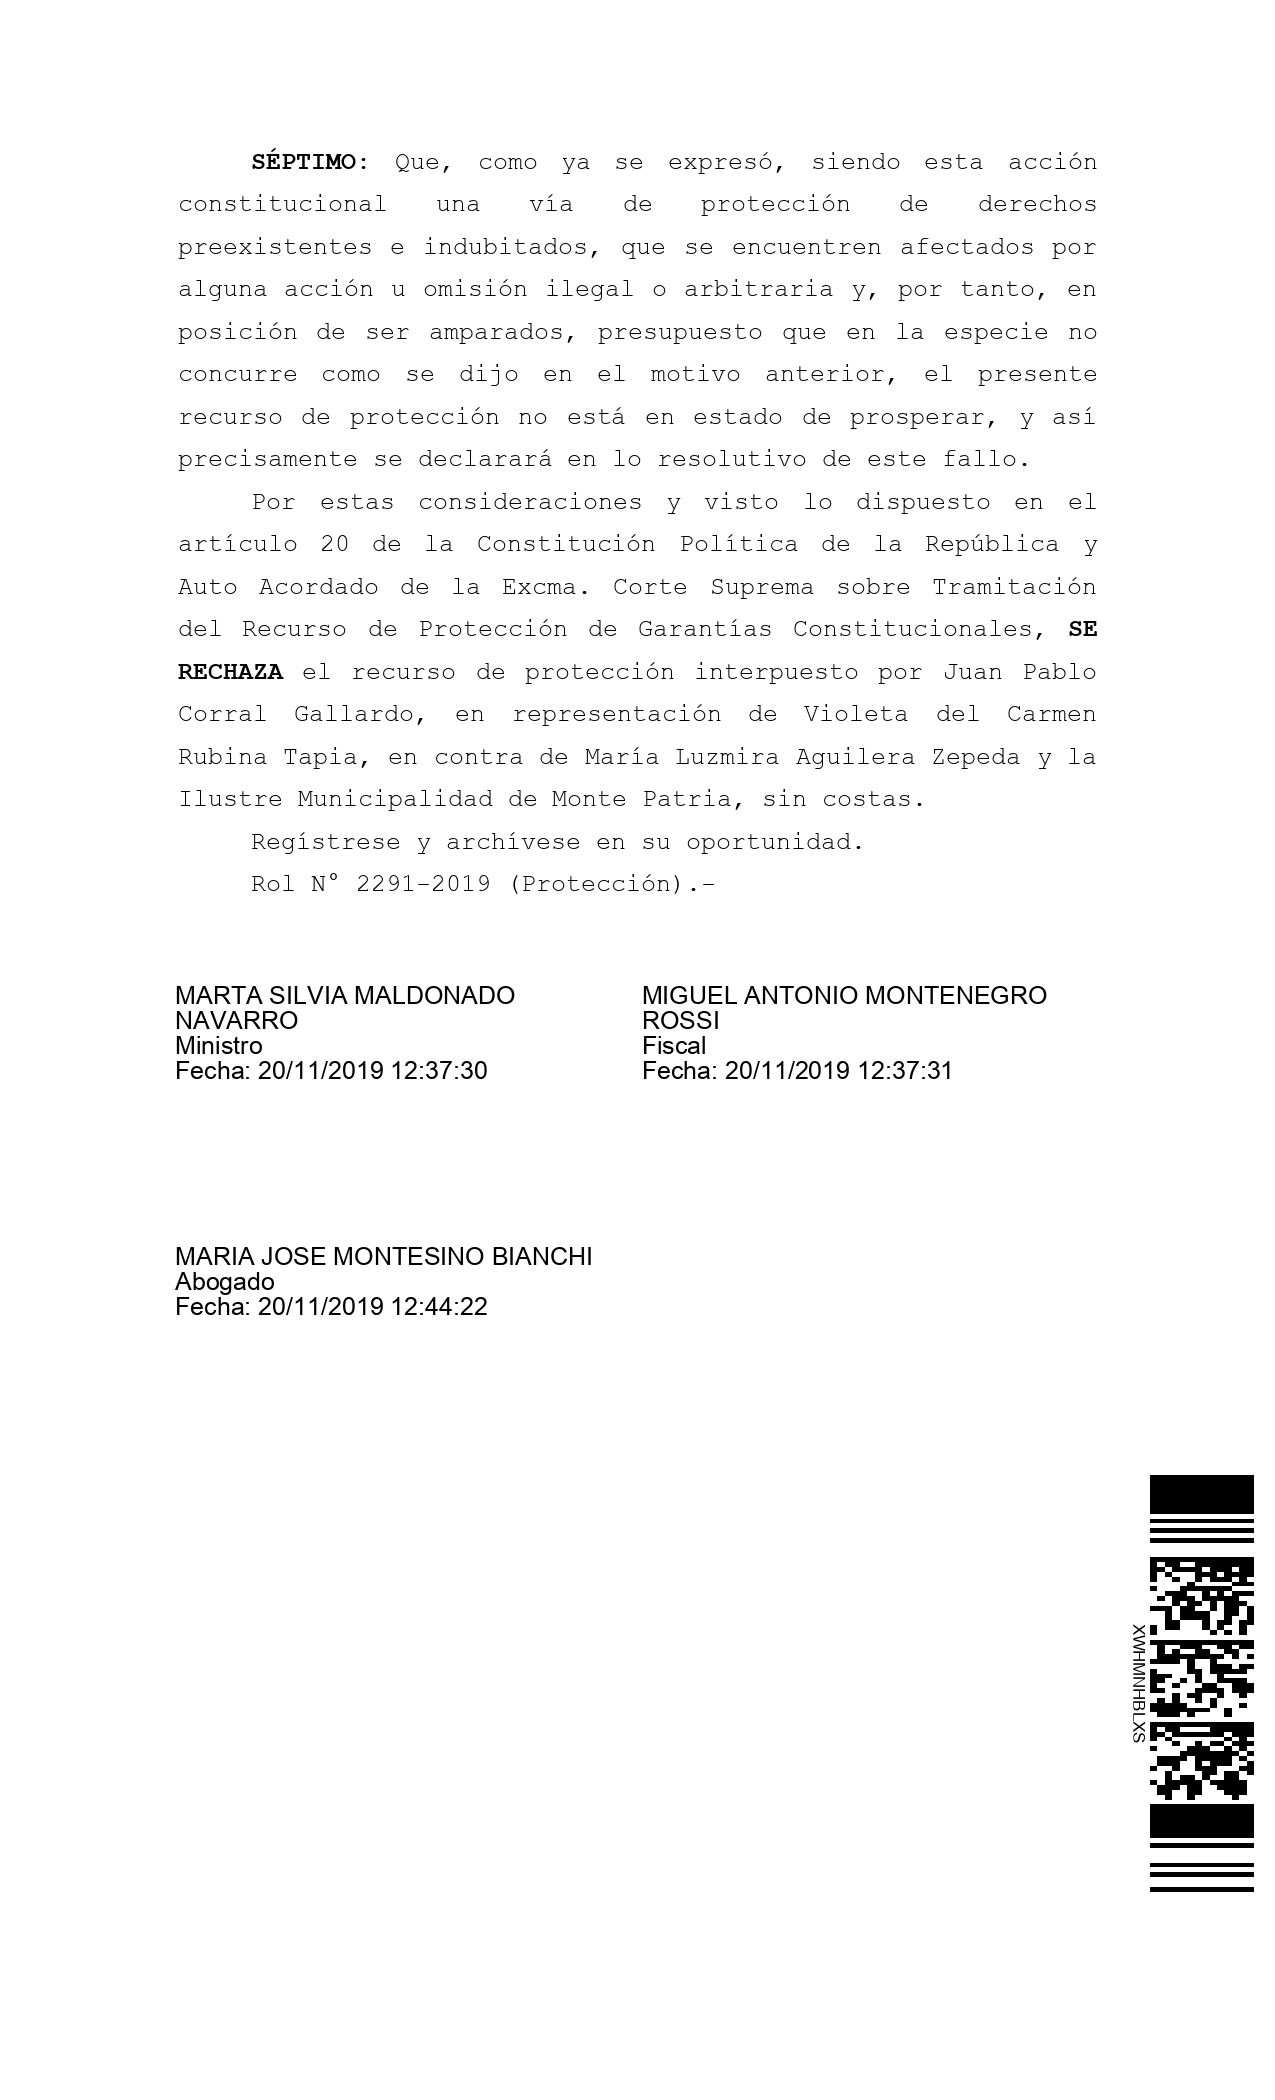 SÉPTIMO: Que, como ya se expresó, siendo esta acción
constitucional una vía de protección de derechos
preexistentes e indubitados, que se encuentren afectados por
alguna acción u omisión ilegal o arbitraria y, por tanto, en
posición de ser amparados, presupuesto que en la especie no
concurre como se dijo en el motivo anterior, el presente
recurso de protección no está en estado de prosperar, y así
precisamente se declarará en lo resolutivo de este fallo.
Por estas consideraciones y visto lo dispuesto en el
artículo 20 de la Constitución Política de la República y
Auto Acordado de la Excma. Corte Suprema sobre Tramitación
del Recurso de Protección de Garantías Constitucionales, SE
RECHAZA el recurso de protección interpuesto por Juan Pablo
Corral Gallardo, en representación de Violeta del Carmen
Rubina Tapia, en contra de María Luzmira Aguilera Zepeda y la
Ilustre Municipalidad de Monte Patria, sin costas.
Regístrese y archívese en su oportunidad.
Rol N° 2291-2019 (Protección).-
MARTA SILVIA MALDONADO
NAVARRO
Ministro
Fecha: 20/11/2019 12:37:30
MIGUEL ANTONIO MONTENEGRO
ROSSI
Fiscal
Fecha: 20/11/2019 12:37:31
MARIA JOSE MONTESINO BIANCHI
Abogado
Fecha: 20/11/2019 12:44:22
XWHMNHBLXS